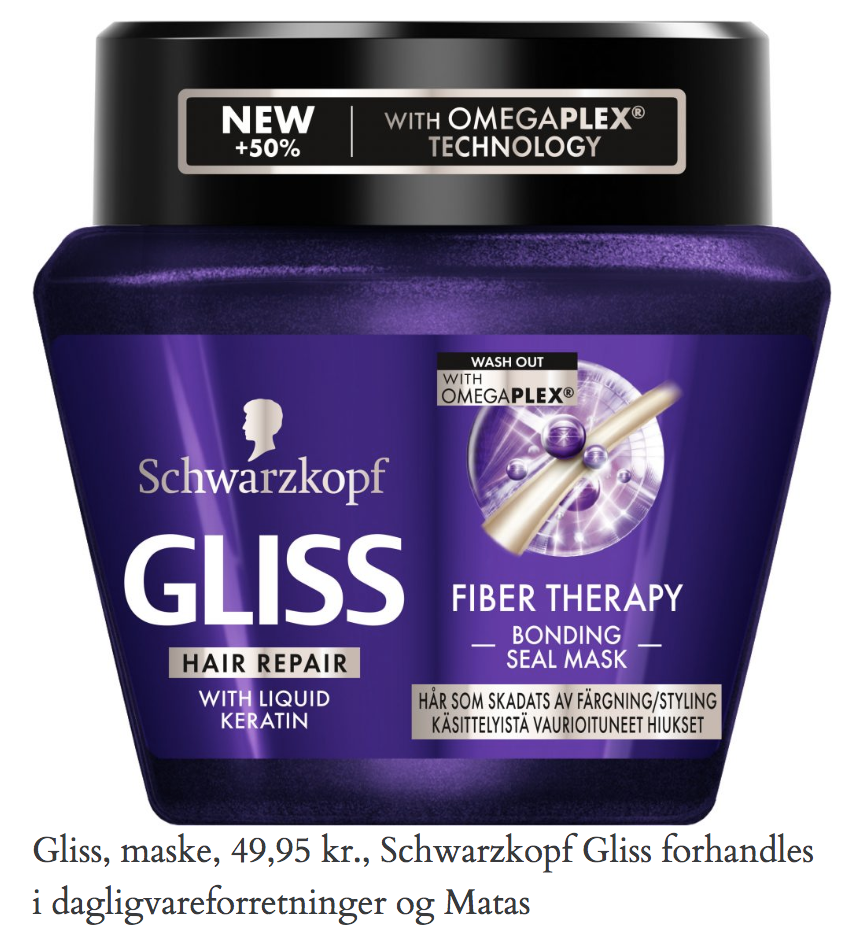 NEW
+50%
WITH OMEGAPLEX®
TECHNOLOGY
WASH OUT
WITH
OMEGAPLEX®
Schwarzkopf
GLISS
HAIR REPAIR
WITH LIQUID
KERATIN
FIBER THERAPY
BONDING
SEAL MASK
HÅR SOM SKADATS AV FÄRGNING/STYLING
KÄSITTELYISTÄ VAURIOITUNEET HIUKSET
Gliss, maske, 49,95 kr., Schwarzkopf Gliss forhandles
i dagligvareforretninger og Matas